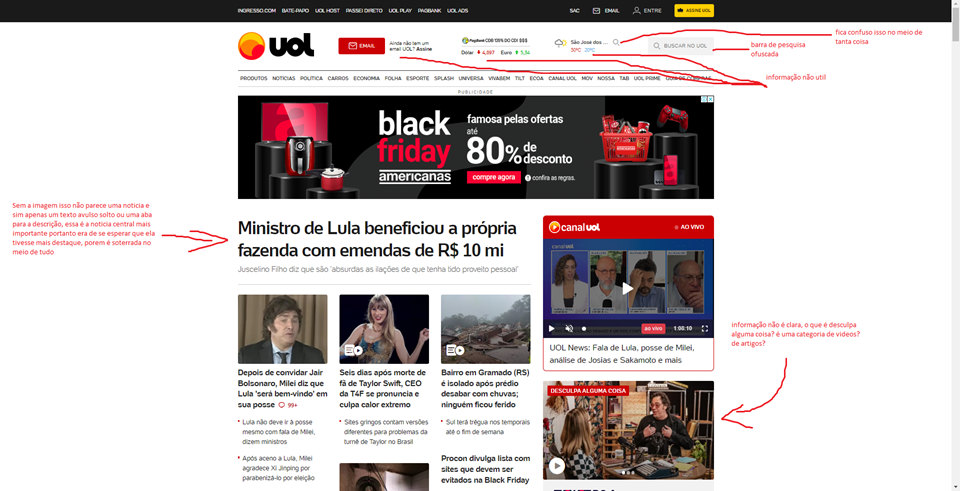 INGRESSO.COM BATE-PAPO UOL HOST PASSEI DIRETO UOL PLAY PAGBANK UOL ADS SAC EMAIL ENTRE ASSINE UOL
fica confuso isso no meio de
tanta coisa
UOL
EMAIL
Ainda não tem um
email UOL? Assine
PagBank CDB 130% DO CDI $$$
Dólar 4,897 Euro 5,34
São Jose dos ...
30ºC 20ºC
BUSCAR NO UOL
barra de pesquisa
ofuscada
informação não util
PRODUTOS NOTÍCIAS POLÍTICA CARROS ECONOMIA FOLHA ESPORTE SPLASH UNIVERSA VIVABEM TILT ECOA CANAL UOL MOV NOSSA TAB UOL PRIME GUIA DE COMPRAS
PUBLICIDADE
black
friday
americanas
famosa pelas ofertas
até
80% de
desconto
compre agora
confira as regras.
Sem a imagem isso não parece uma noticia e
sim apenas um texto avulso solto ou uma aba
para a descrição, essa é a noticia central mais
importante portanto era de se esperar que ela
tivesse mais destaque, porem é soterrada no
meio de tudo
Ministro de Lula beneficiou a própria
fazenda com emendas de R$ 10 mi
Juscelino Filho diz que são 'absurdas as ilações de que tenha tido proveito pessoal'
canal uol
AO VIVO
canal uol
ao vivo 1:08:10
UOL News: Fala de Lula, posse de Milei,
análise de Josias e Sakamoto e mais
Depois de convidar Jair
Bolsonaro, Milei diz que
Lula 'será bem-vindo' em
sua posse 99+
Lula não deve ir à posse
mesmo com fala de Milei,
dizem ministros
Após aceno a Lula, Milei
agradece Xi Jinping por
parabenizá-lo por eleição
Seis dias após morte de
fã de Taylor Swift, CEO
da T4F se pronuncia e
culpa calor extremo
Sites gringos contam versões
diferentes para problemas da
turnê de Taylor no Brasil
Bairro em Gramado (RS)
é isolado após prédio
desabar com chuvas;
ninguém ficou ferido
Sul terá trégua nos temporais
até o fim de semana
Procon divulga lista com
sites que devem ser
evitados na Black Friday
informação não é clara, o que é desculpa
alguma coisa? é uma categoria de videos?
de artigos?
DESCULPA ALGUMA COISA